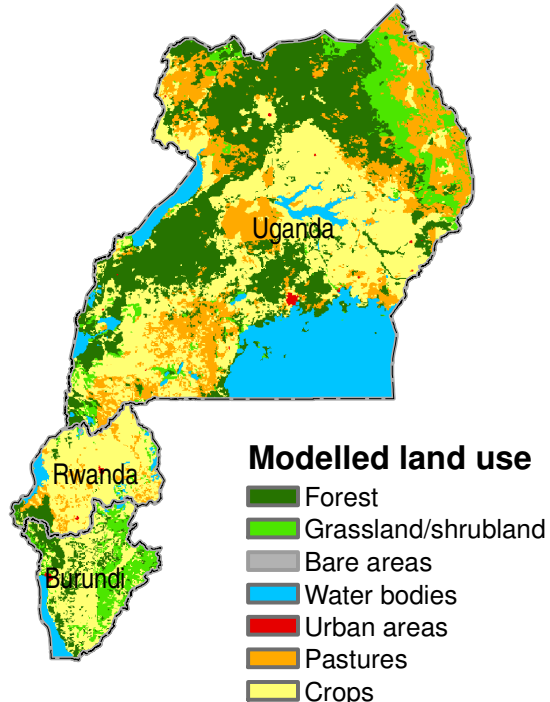 Uganda
Rwanda
Burundi
Modelled land use
Forest
Grassland/shrubland
Bare areas
Water bodies
Urban areas
Pastures
Crops